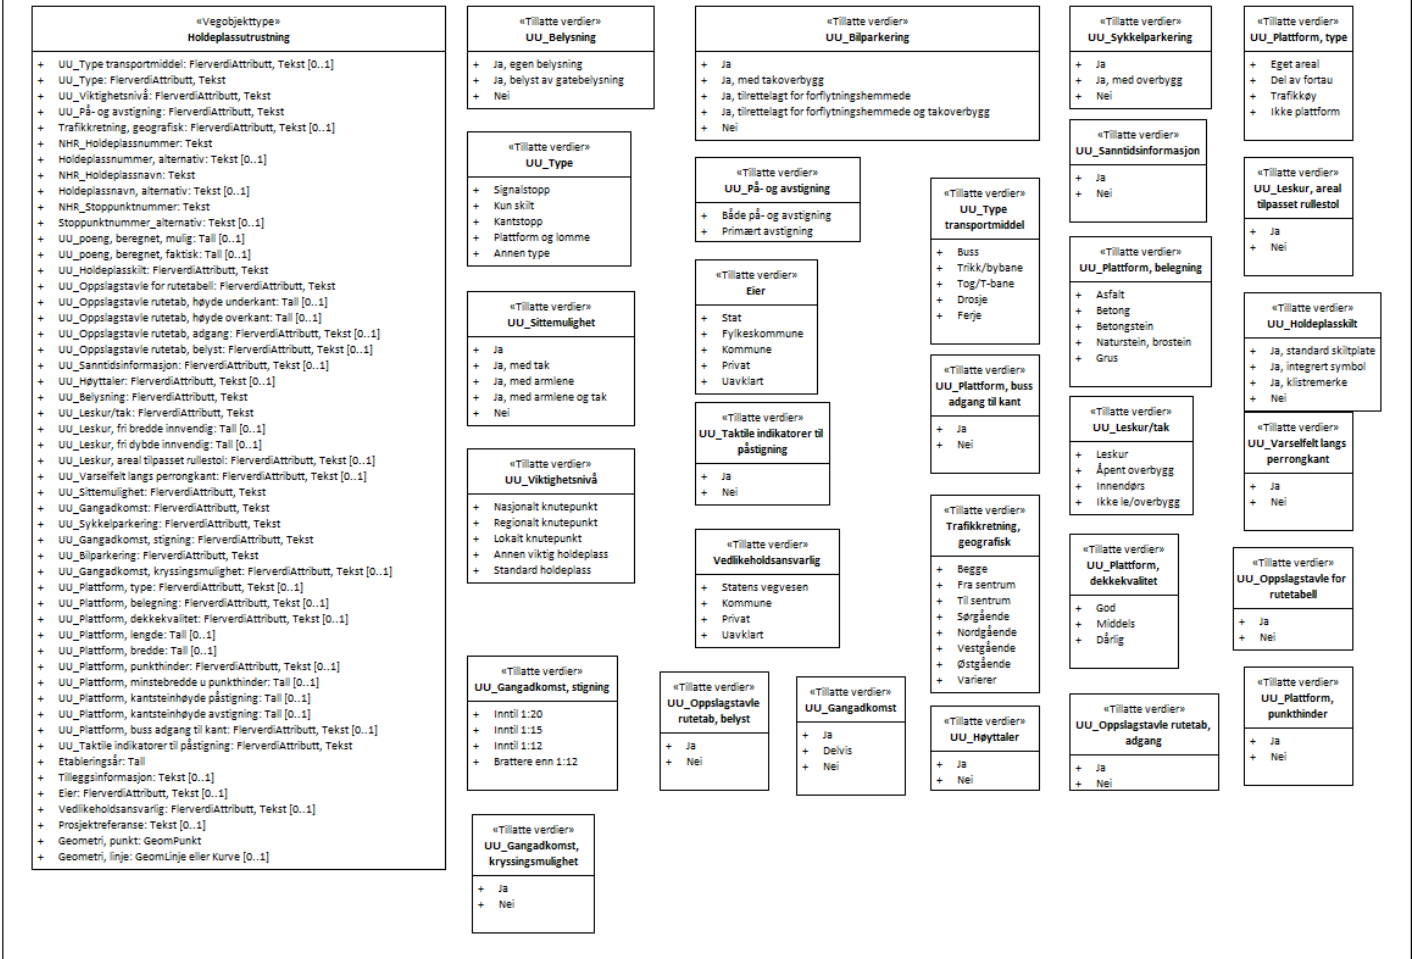 «Vegobjekttype»
Holdeplassutrustning
+ UU_Type transportmiddel: FlerverdiAttributt, Tekst [0..1]
+ UU_Type: FlerverdiAttributt, Tekst
+ UU_Viktighetsnivå: FlerverdiAttributt, Tekst
+ UU_På- og avstigning: FlerverdiAttributt, Tekst
+ Trafikkretning, geografisk: FlerverdiAttributt, Tekst [0..1]
+ NHR_Holdeplassnummer: Tekst
+ Holdeplassnummer, alternativ: Tekst [0..1]
+ NHR_Holdeplassnavn: Tekst
+ Holdeplassnavn, alternativ: Tekst [0..1]
+ NHR_Stoppunktnummer: Tekst
+ Stoppunktnummer_alternativ: Tekst [0..1]
+ UU_poeng, beregnet, mulig: Tall [0..1]
+ UU_poeng, beregnet, faktisk: Tall [0..1]
+ UU_Holdeplasskilt: FlerverdiAttributt, Tekst
+ UU_Oppslagstavle for rutetabell: FlerverdiAttributt, Tekst
+ UU_Oppslagstavle rutetab, høyde underkant: Tall [0..1]
+ UU_Oppslagstavle rutetab, høyde overkant: Tall [0..1]
+ UU_Oppslagstavle rutetab, adgang: FlerverdiAttributt, Tekst [0..1]
+ UU_Oppslagstavle rutetab, belyst: FlerverdiAttributt, Tekst [0..1]
+ UU_Sanntidsinformasjon: FlerverdiAttributt, Tekst [0..1]
+ UU_Høyttaler: FlerverdiAttributt, Tekst [0..1]
+ UU_Belysning: FlerverdiAttributt, Tekst
+ UU_Leskur/tak: FlerverdiAttributt, Tekst
+ UU_Leskur, fri bredde innvendig: Tall [0..1]
+ UU_Leskur, fri dybde innvendig: Tall [0..1]
+ UU_Leskur, areal tilpasset rullestol: FlerverdiAttributt, Tekst [0..1]
+ UU_Varselfelt langs perrongkant: FlerverdiAttributt, Tekst [0..1]
+ UU_Sittemulighet: FlerverdiAttributt, Tekst
+ UU_Gangadkomst: FlerverdiAttributt, Tekst
+ UU_Sykkelparkering: FlerverdiAttributt, Tekst
+ UU_Gangadkomst, stigning: FlerverdiAttributt, Tekst [0..1]
+ UU_Bilparkering: FlerverdiAttributt, Tekst
+ UU_Gangadkomst, kryssingsmulighet: FlerverdiAttributt, Tekst [0..1]
+ UU_Plattform, type: FlerverdiAttributt, Tekst [0..1]
+ UU_Plattform, belegning: FlerverdiAttributt, Tekst [0..1]
+ UU_Plattform, dekkekvalitet: FlerverdiAttributt, Tekst [0..1]
+ UU_Plattform, lengde: Tall [0..1]
+ UU_Plattform, bredde: Tall [0..1]
+ UU_Plattform, punkthinder: FlerverdiAttributt, Tekst [0..1]
+ UU_Plattform, minstebredde u punkthinder: Tall [0..1]
+ UU_Plattform, kantsteinhøyde påstigning: Tall [0..1]
+ UU_Plattform, kantsteinhøyde avstigning: Tall [0..1]
+ UU_Plattform, buss adgang til kant: FlerverdiAttributt, Tekst [0..1]
+ UU_Taktile indikatorer til påstigning: FlerverdiAttributt, Tekst
+ Etableringsår: Tall
+ Tilleggsinformasjon: Tekst [0..1]
+ Eier: FlerverdiAttributt, Tekst [0..1]
+ Vedlikeholdsansvarlig: FlerverdiAttributt, Tekst [0..1]
+ Prosjektreferanse: Tekst [0..1]
+ Geometri, punkt: GeomPunkt
+ Geometri, linje: GeomLinje eller Kurve [0..1]
«Tillatte verdier»
UU_Belysning
+ Ja, egen belysning
+ Ja, belyst av gatebelysning
+ Nei
«Tillatte verdier»
UU_Type
+ Signalstopp
+ Kun skilt
+ Kantstopp
+ Plattform og lomme
+ Annen type
«Tillatte verdier»
UU_Sittemulighet
+ Ja
+ Ja, med tak
+ Ja, med armlene
+ Ja, med armlene og tak
+ Nei
«Tillatte verdier»
UU_Viktighetsnivå
+ Nasjonalt knutepunkt
+ Regionalt knutepunkt
+ Lokalt knutepunkt
+ Annen viktig holdeplass
+ Standard holdeplass
«Tillatte verdier»
UU_Gangadkomst, stigning
+ Inntil 1:20
+ Inntil 1:15
+ Inntil 1:12
+ Brattere enn 1:12
«Tillatte verdier»
UU_Gangadkomst,
kryssingsmulighet
+ Ja
+ Nei
«Tillatte verdier»
UU_Bilparkering
+ Ja
+ Ja, med takoverbygg
+ Ja, tilrettelagt for forflytningshemmede
+ Ja, tilrettelagt for forflytningshemmede og takoverbygg
+ Nei
«Tillatte verdier»
UU_På- og avstigning
+ Både på- og avstigning
+ Primært avstigning
«Tillatte verdier»
Eier
+ Stat
+ Fylkeskommune
+ Kommune
+ Privat
+ Uavklart
«Tillatte verdier»
UU_Taktile indikatorer til
påstigning
+ Ja
+ Nei
«Tillatte verdier»
Vedlikeholdsansvarlig
+ Statens vegvesen
+ Kommune
+ Privat
+ Uavklart
«Tillatte verdier»
UU_Oppslagstavle
rutetab, belyst
+ Ja
+ Nei
«Tillatte verdier»
UU_Gangadkomst
+ Ja
+ Delvis
+ Nei
«Tillatte verdier»
UU_Type
transportmiddel
+ Buss
+ Trikk/bybane
+ Tog/T-bane
+ Drosje
+ Ferje
«Tillatte verdier»
UU_Plattform, buss
adgang til kant
+ Ja
+ Nei
«Tillatte verdier»
Trafikkretning,
geografisk
+ Begge
+ Fra sentrum
+ Til sentrum
+ Sørgående
+ Nordgående
+ Vestgående
+ Østgående
+ Varierer
«Tillatte verdier»
UU_Høyttaler
+ Ja
+ Nei
«Tillatte verdier»
UU_Sykkelparkering
+ Ja
+ Ja, med overbygg
+ Nei
«Tillatte verdier»
UU_Sanntidsinformasjon
+ Ja
+ Nei
«Tillatte verdier»
UU_Plattform, belegning
+ Asfalt
+ Betong
+ Betongstein
+ Naturstein, brostein
+ Grus
«Tillatte verdier»
UU_Leskur/tak
+ Leskur
+ Åpent overbygg
+ Innendørs
+ Ikke le/overbygg
«Tillatte verdier»
UU_Plattform,
dekkekvalitet
+ God
+ Middels
+ Dårlig
«Tillatte verdier»
UU_Oppslagstavle rutetab,
adgang
+ Ja
+ Nei
«Tillatte verdier»
UU_Plattform, type
+ Eget areal
+ Del av fortau
+ Trafikkøy
+ Ikke plattform
«Tillatte verdier»
UU_Leskur, areal
tilpasset rullestol
+ Ja
+ Nei
«Tillatte verdier»
UU_Holdeplasskilt
+ Ja, standard skiltplate
+ Ja, integrert symbol
+ Ja, klistremerke
+ Nei
«Tillatte verdier»
UU_Varselfelt langs
perrongkant
+ Ja
+ Nei
«Tillatte verdier»
UU_Oppslagstavle for
rutetabell
+ Ja
+ Nei
«Tillatte verdier»
UU_Plattform,
punkthinder
+ Ja
+ Nei